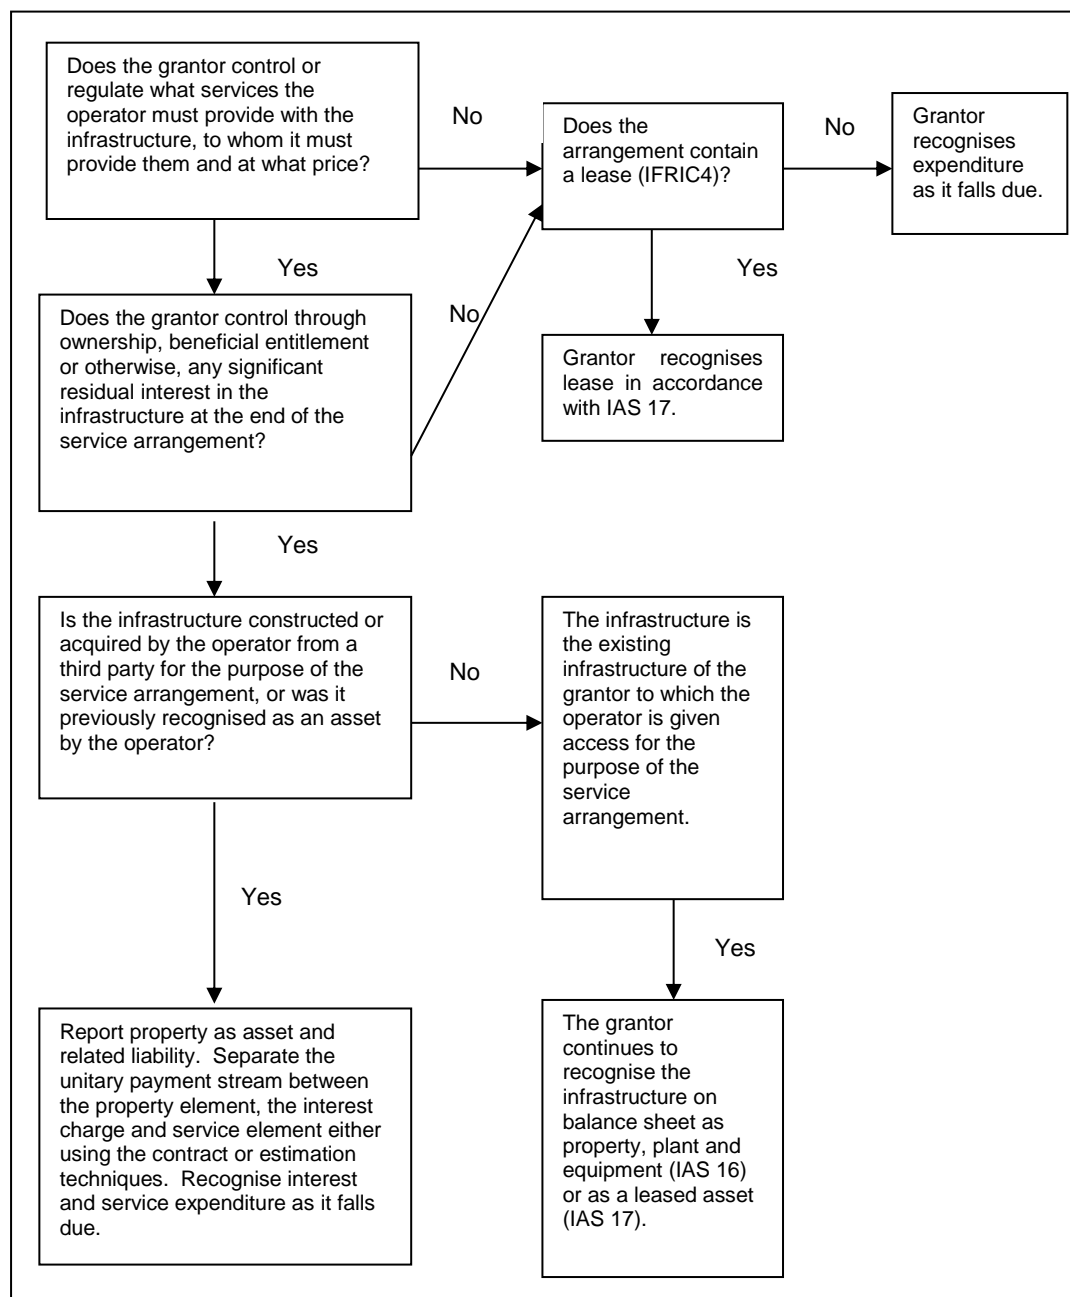 Does the grantor control or
regulate what services the
operator must provide with the
infrastructure, to whom it must
provide them and at what price?
No
Does the
arrangement contain
a lease (IFRIC4)?
No
Grantor
recognises
expenditure
as it falls due.
Yes
Yes
Does the grantor control through
ownership, beneficial entitlement
or otherwise, any significant
residual interest in the
infrastructure at the end of the
service arrangement?
No
Grantor recognises
lease in accordance
with IAS 17.
Yes
Is the infrastructure constructed or
acquired by the operator from a
third party for the purpose of the
service arrangement, or was it
previously recognised as an asset
by the operator?
No
The infrastructure is
the existing
infrastructure of the
grantor to which the
operator is given
access for the
purpose of the
service
arrangement.
Yes
Yes
Report property as asset and
related liability.  Separate the
unitary payment stream between
the property element, the interest
charge and service element either
using the contract or estimation
techniques.  Recognise interest
and service expenditure as it falls
due.
The grantor
continues to
recognise the
infrastructure on
balance sheet as
property, plant and
equipment (IAS 16)
or as a leased asset
(IAS 17).